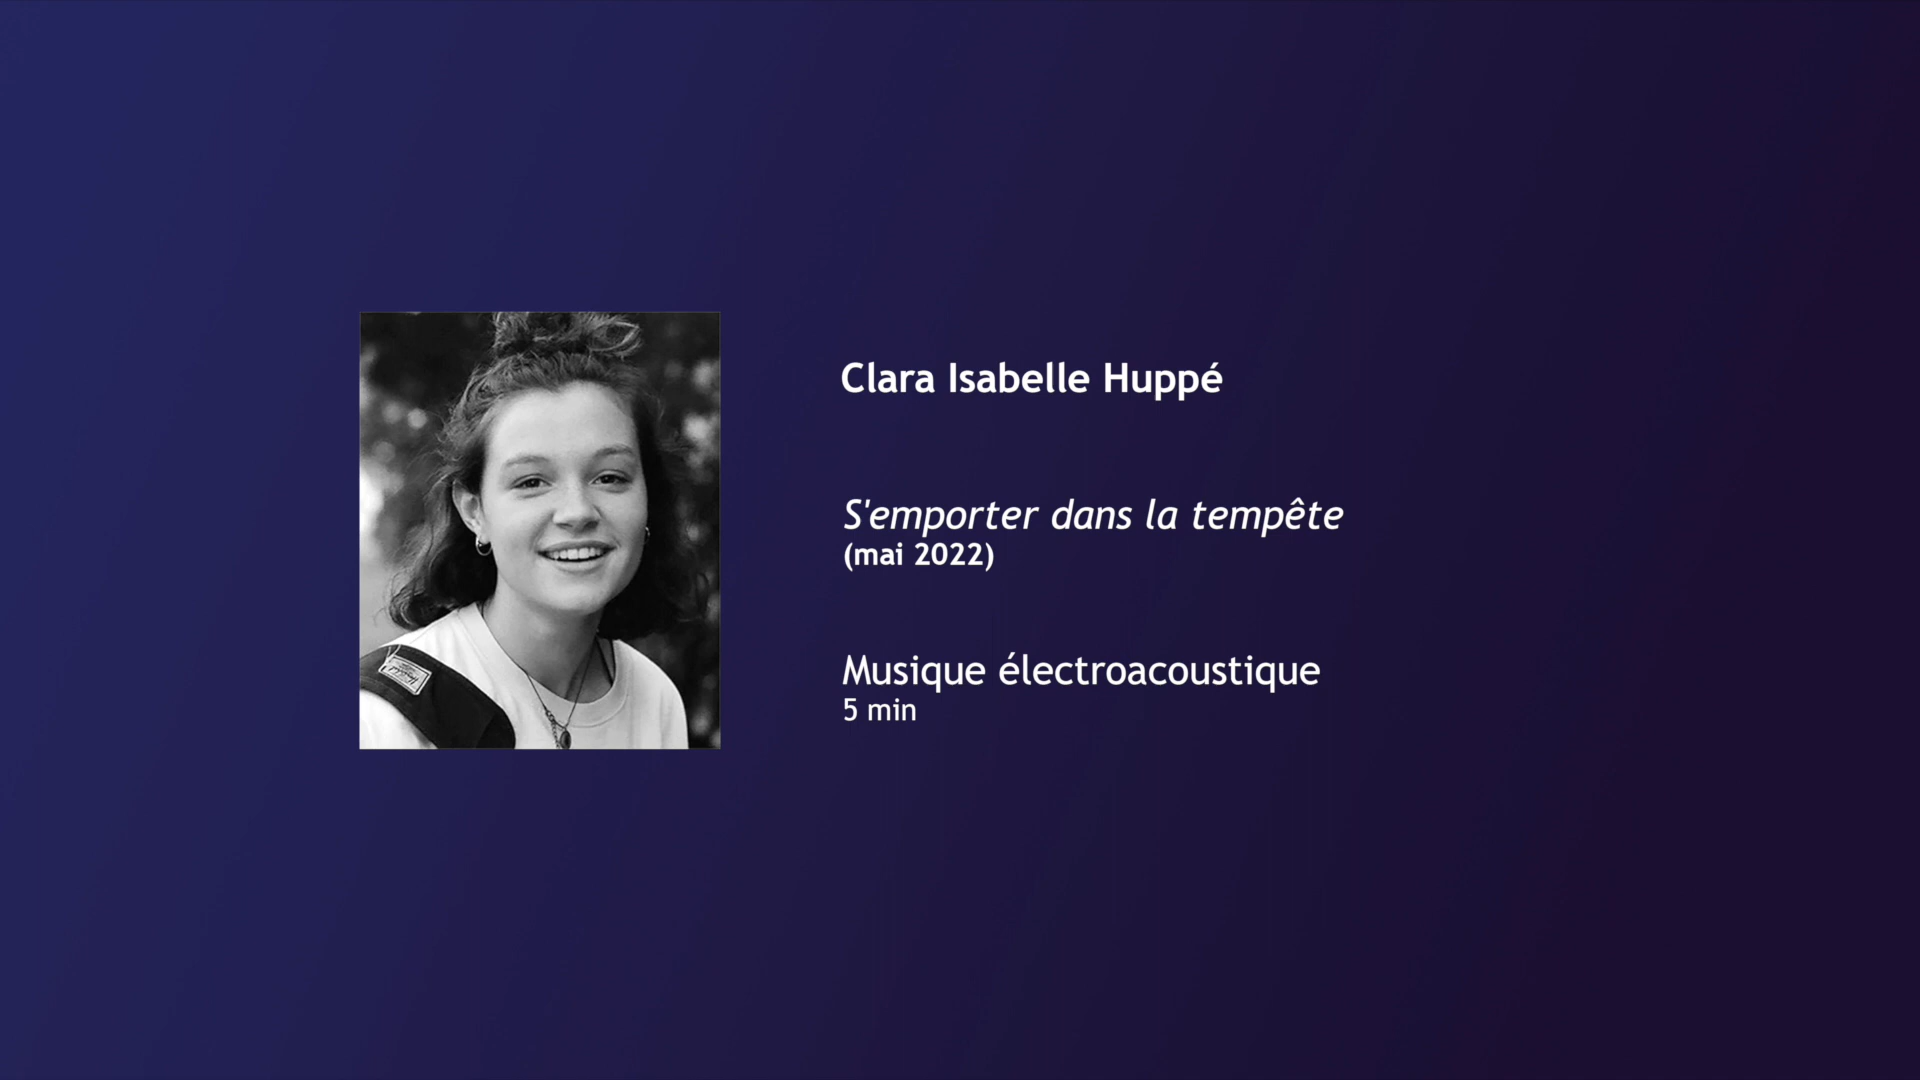 Clara Isabelle Huppé
S'emporter dans la tempête
(mai 2022)
Musique électroacoustique
5 min